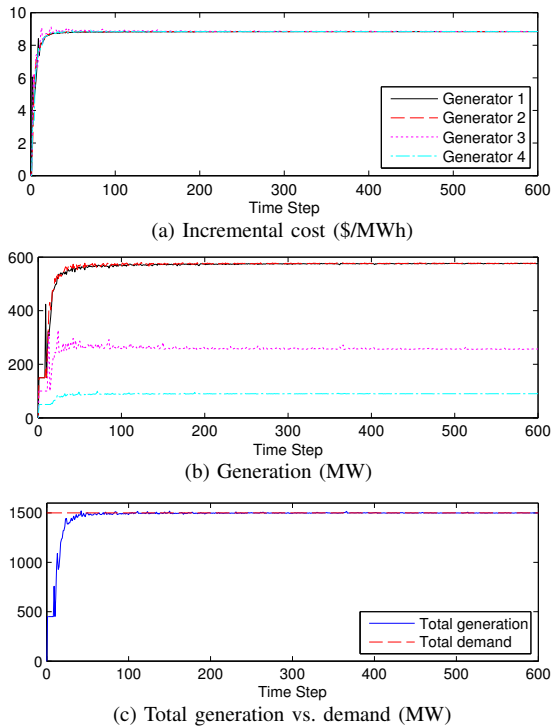 10
8
6
4
2
0
Generator 1
Generator 2
Generator 3
Generator 4
0 100 200 300 400 500 600
Time Step
(a) Incremental cost ($/MWh)
600
400
200
0
0 100 200 300 400 500 600
Time Step
(b) Generation (MW)
1500
1000
500
0
Total generation
Total demand
0 100 200 300 400 500 600
Time Step
(c) Total generation vs. demand (MW)